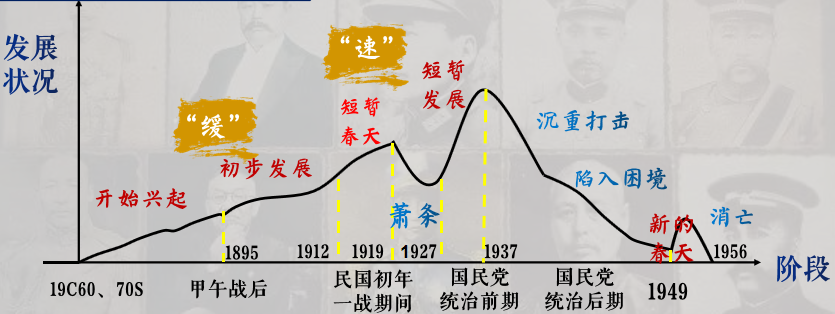 发展
状况
“缓”
“速”
开始兴起
初步发展
短暂
春天
萧条
短暂
发展
沉重打击
陷入困境
新的
春天
消亡
1895
1912
1919
1927
1937
1949
1956
阶段
19C60、70S
甲午战后
民国初年
一战期间
国民党
统治前期
国民党
统治后期